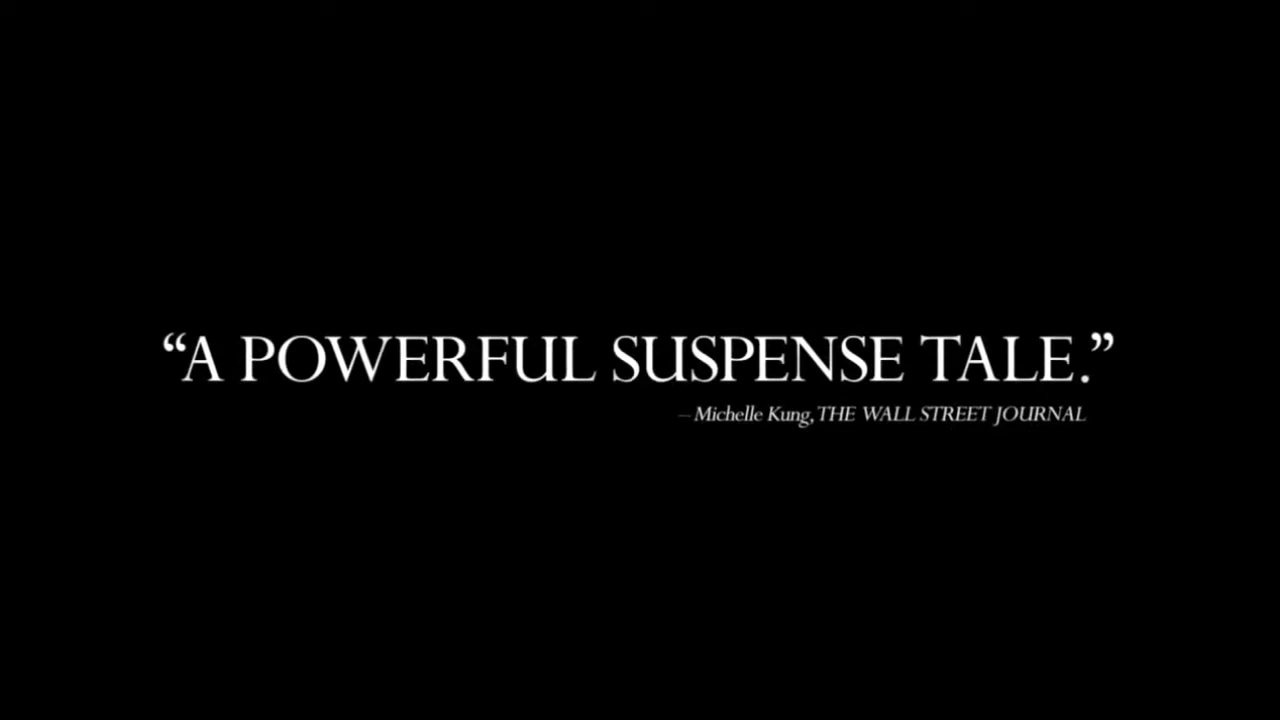 “A POWERFUL SUSPENSE TALE.”
– Michelle Kung, THE WALL STREET JOURNAL